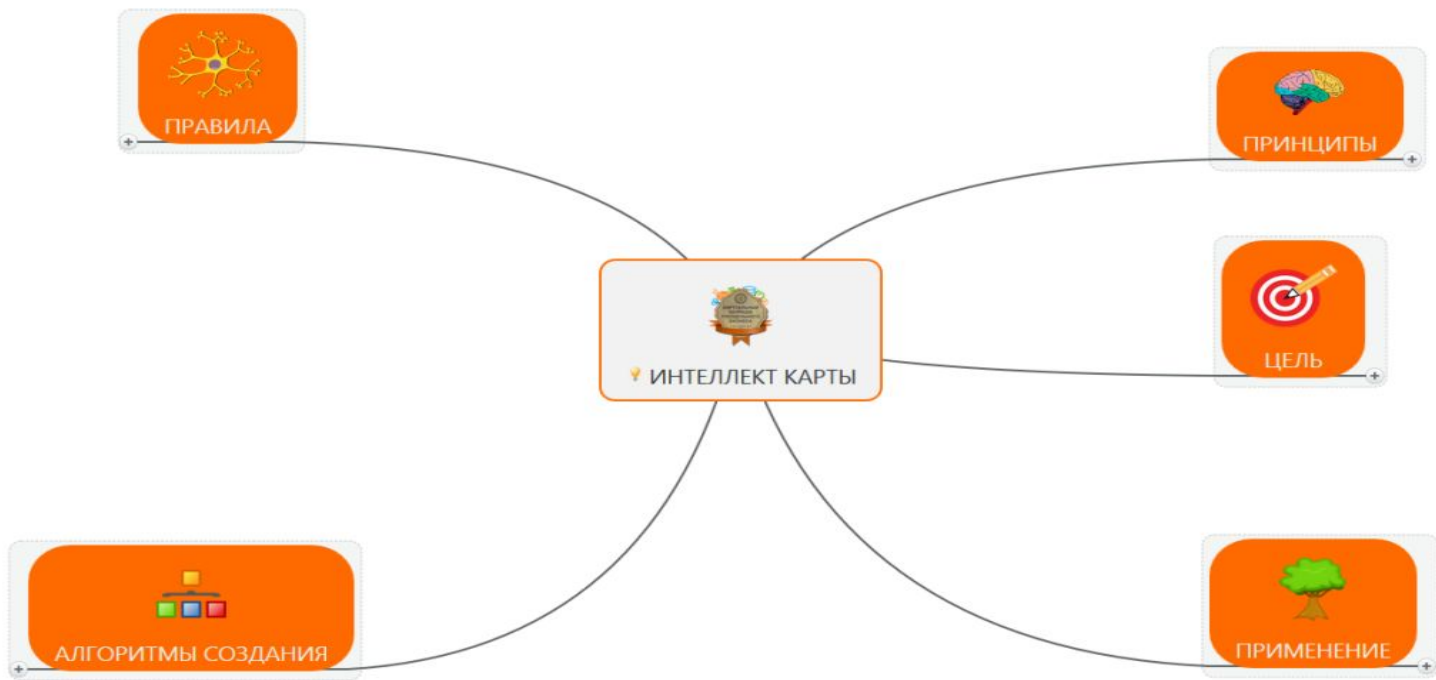 ПРАВИЛА
ПРИНЦИПЫ
ЦЕЛЬ
ИНТЕЛЛЕКТ КАРТЫ
АЛГОРИТМЫ СОЗДАНИЯ
ПРИМЕНЕНИЕ